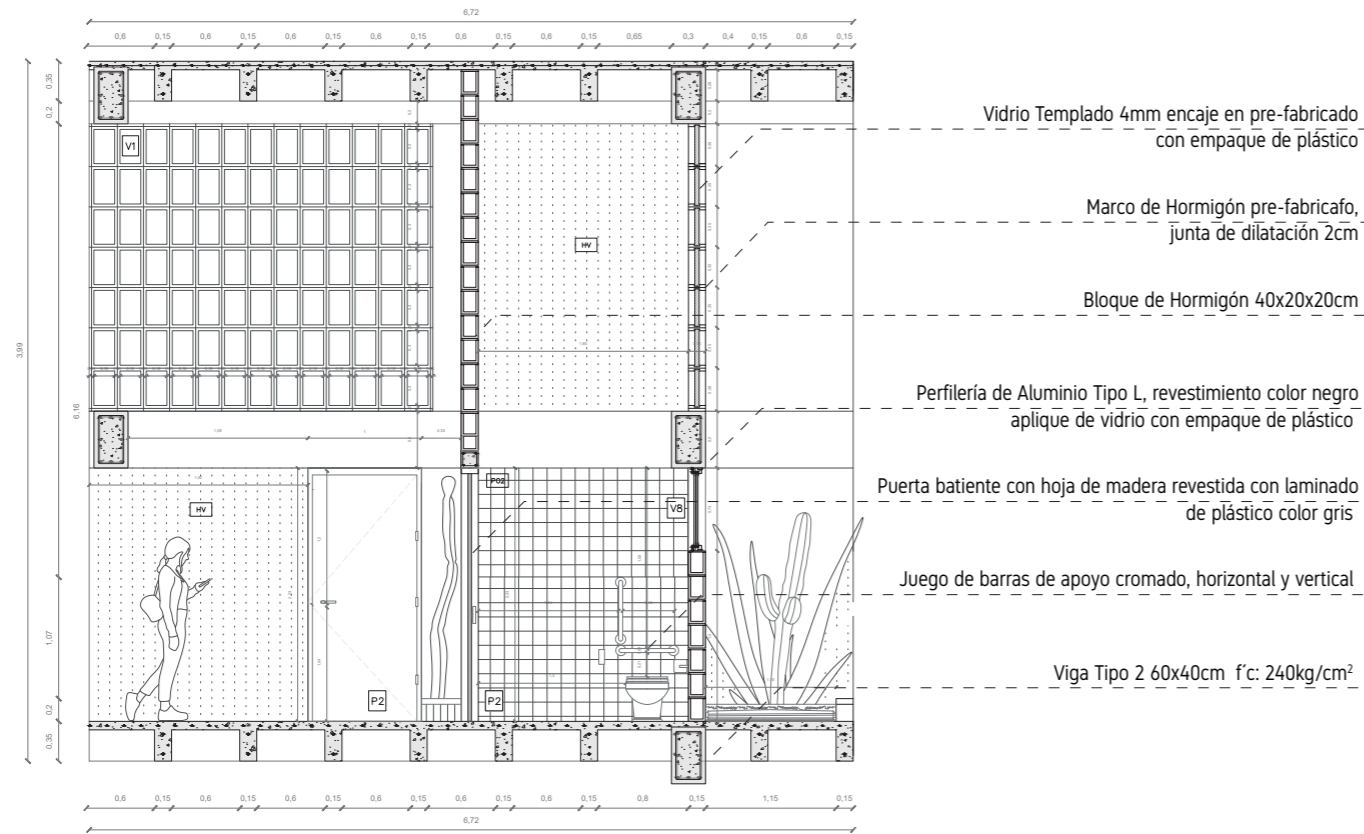 6,72
0,6 0,15 0,6 0,15 0,6 0,15 0,6 0,6 0,15 0,6 0,15 0,65 0,3 0,4 0,15 0,6 0,15
0,35
0,2
3,99
6,16
1,07
0,2
0,35
V1
HV
HV
P02
V8
P2
P2
Vidrio Templado 4mm encaje en pre-fabricado
con empaque de plástico
Marco de Hormigón pre-fabricafo,
junta de dilatación 2cm
Bloque de Hormigón 40x20x20cm
Perfilería de Aluminio Tipo L, revestimiento color negro
aplique de vidrio con empaque de plástico
Puerta batiente con hoja de madera revestida con laminado
de plástico color gris
Juego de barras de apoyo cromado, horizontal y vertical
Viga Tipo 2 60x40cm f´c: 240kg/cm²
0,6 0,15 0,6 0,15 0,6 0,15 0,6 0,15 0,6 0,15 0,6 0,15 0,8 0,15 1,15 0,15
6,72